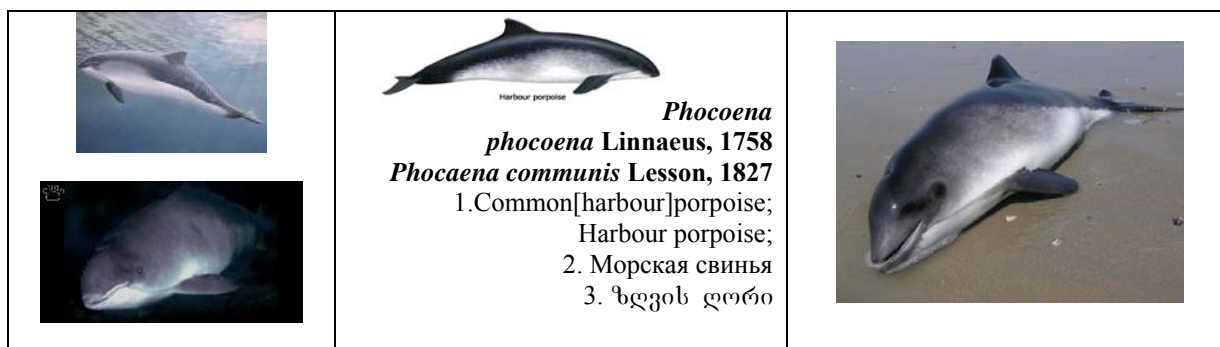 Harbour porpoise
Phocoena
phocoena Linnaeus, 1758
Phocaena communis Lesson, 1827
1.Common[harbour]porpoise;
Harbour porpoise;
2. Морская свинья
3. ზღვის ღორი